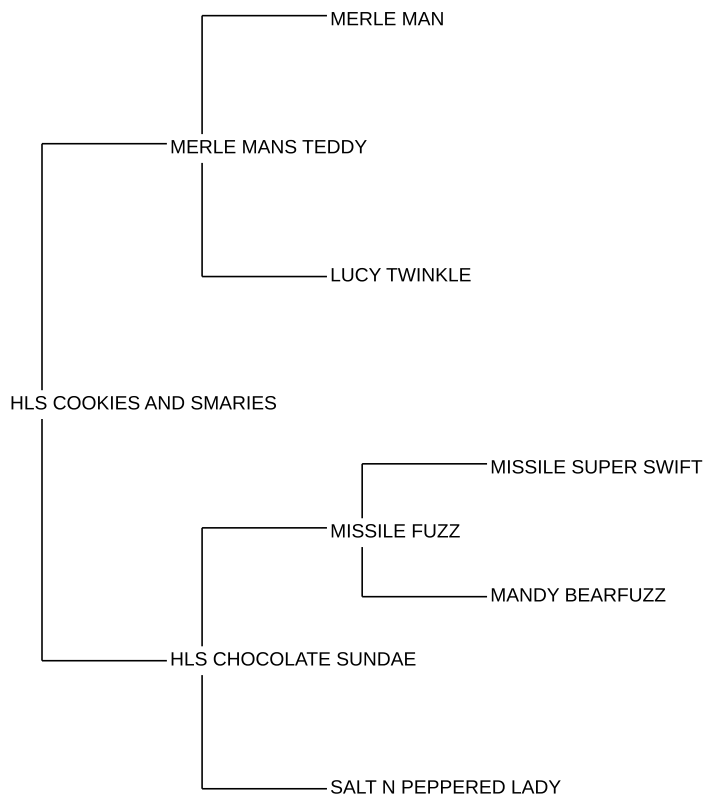 MERLE MAN
MERLE MANS TEDDY
LUCY TWINKLE
HLS COOKIES AND SMARIES
MISSILE SUPER SWIFT
MISSILE FUZZ
MANDY BEARFUZZ
HLS CHOCOLATE SUNDAE
SALT N PEPPERED LADY